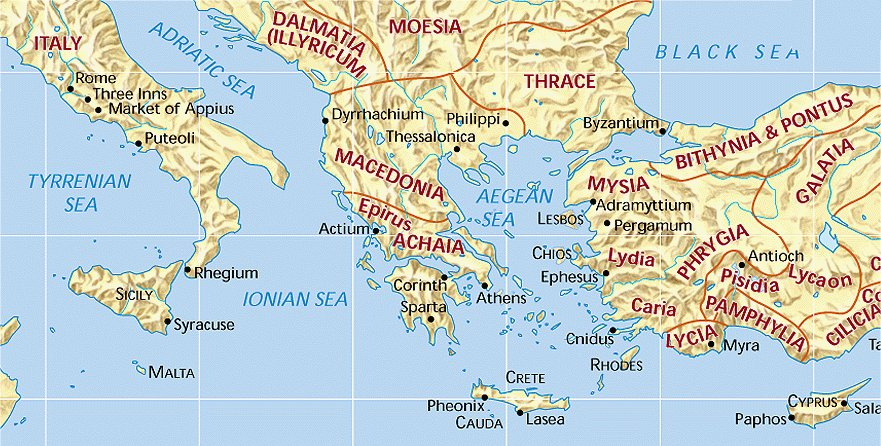 DALMATIA
(ILLYRICUM
MOESIA
ITALY
ADRIATIC SEA
BLACK SEA
THRACE
Rome
Three Inns
Market of Appius
Puteoli
Dyrrhachium
Philippi
Thessalonica
Byzantium
BITHYNIA & PONTUS
GALATIA
TYRRENIAN
SEA
MACEDONIA
Epirus
Actium
ACHAIA
AEGEAN
SEA
MYSIA
Adramyttium
LESBOS
Pergamum
PHRYGIA
CHIOS
Lydia
Antioch
Ephesus
Pisidia
Lycaon
C
Co
Rhegium
SICILY
IONIAN SEA
Corinth
Athens
Sparta
Caria
PAMPHYLIA
CILICIA
Syracuse
Cnidus
LYCIA
Myra
Ta
MALTA
RHODES
CRETE
Pheonix
CAUDA
Lasea
CYPRUS
Sala
Paphos